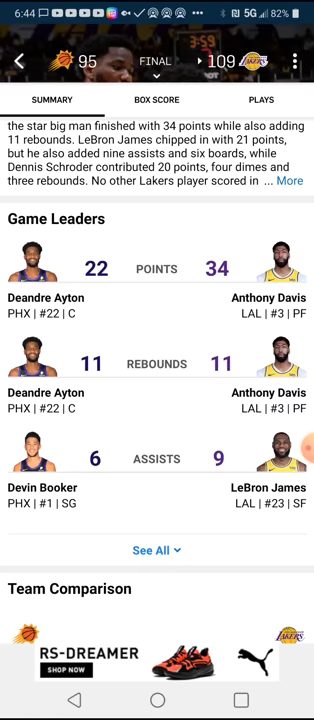 6:44 5G 82%
95 FINAL 109 LAKERS
SUMMARY BOX SCORE PLAYS
the star big man finished with 34 points while also adding
11 rebounds. LeBron James chipped in with 21 points,
but he also added nine assists and six boards, while
Dennis Schroder contributed 20 points, four dimes and
three rebounds. No other Lakers player scored in ... More
Game Leaders
22 POINTS 34
Deandre Ayton Anthony Davis
PHX | #22 | C LAL | #3 | PF
11 REBOUNDS 11
Deandre Ayton Anthony Davis
PHX | #22 | C LAL | #3 | PF
6 ASSISTS 9
Devin Booker LeBron James
PHX | #1 | SG LAL | #23 | SF
See All
Team Comparison
LAKERS
RS-DREAMER
SHOP NOW